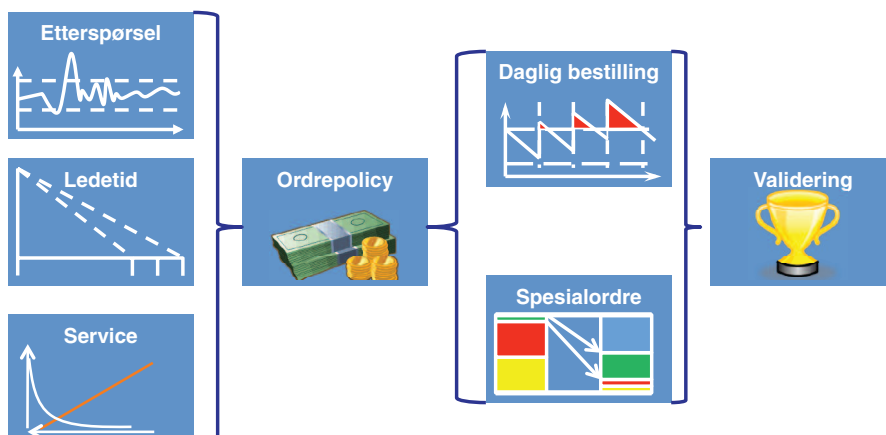 Etterspørsel
Ledetid
Service
Ordrepolicy
Daglig bestilling
Spesialordre
Validering